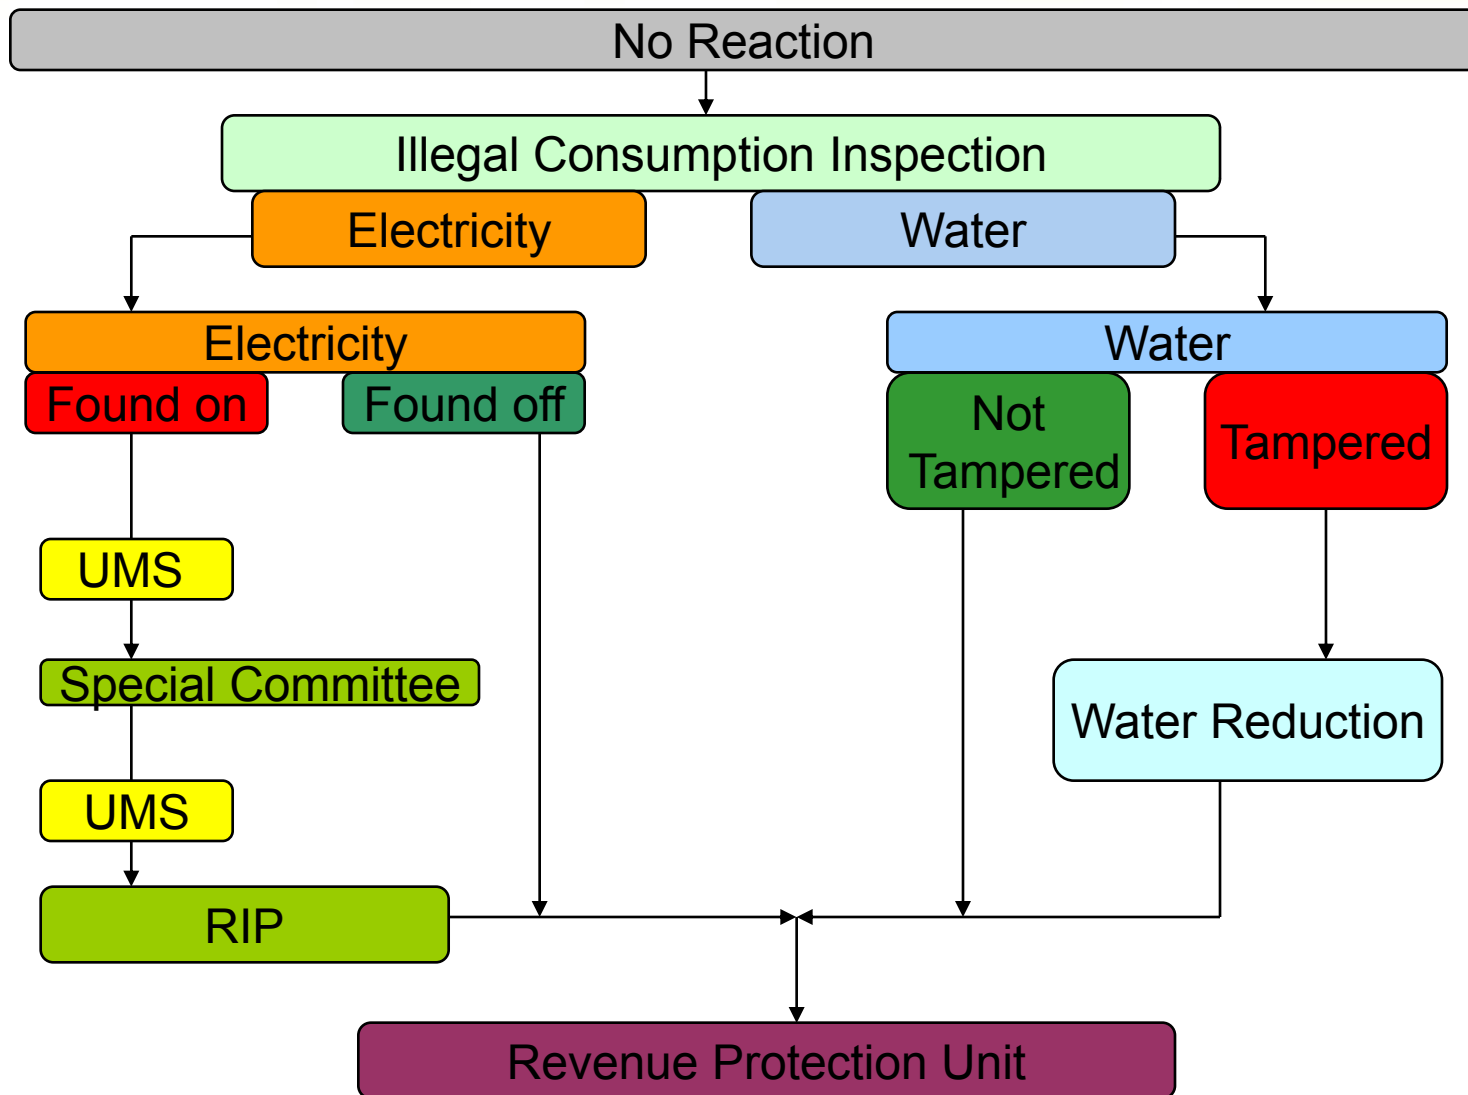 No Reaction
Illegal Consumption Inspection
Electricity
Water
Electricity
Water
Found on
Found off
Not
Tampered
Tampered
UMS
Special Committee
Water Reduction
UMS
RIP
Revenue Protection Unit